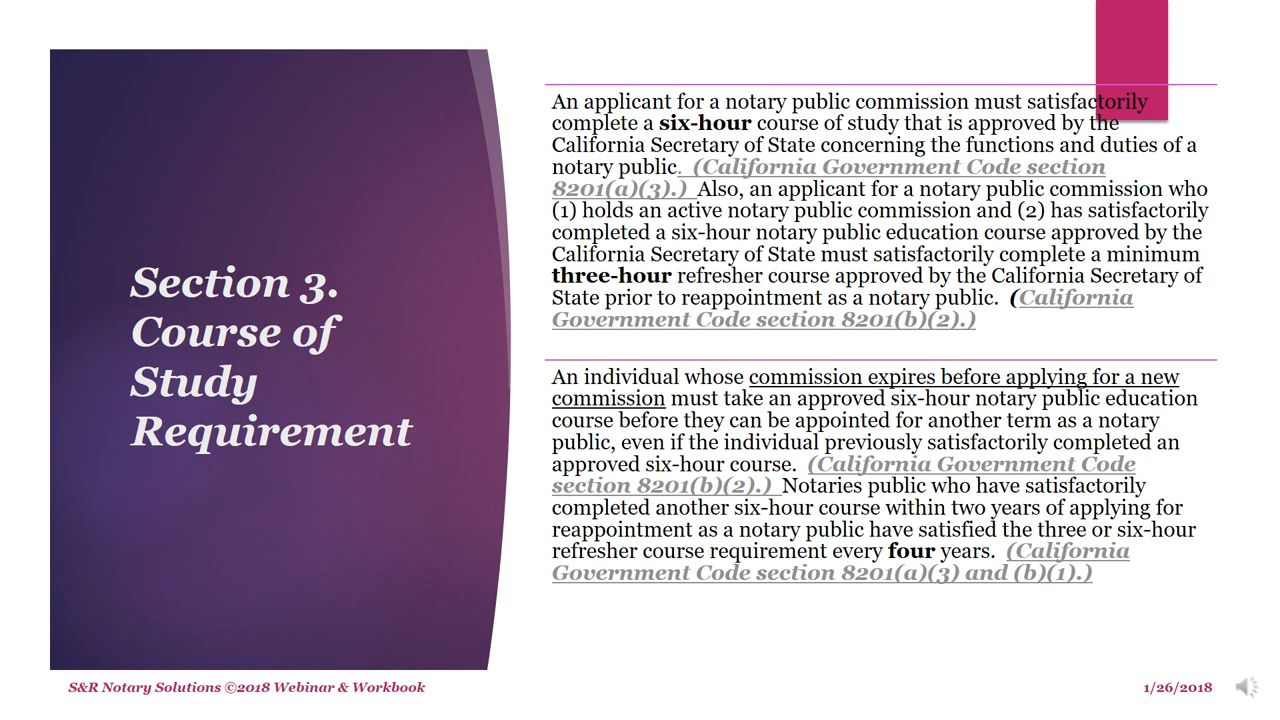 Section 3.
Course of
Study
Requirement
An applicant for a notary public commission must satisfactorily
complete a six-hour course of study that is approved by the
California Secretary of State concerning the functions and duties of a
notary public. (California Government Code section
8201(a)(3).) Also, an applicant for a notary public commission who
(1) holds an active notary public commission and (2) has satisfactorily
completed a six-hour notary public education course approved by the
California Secretary of State must satisfactorily complete a minimum
three-hour refresher course approved by the California Secretary of
State prior to reappointment as a notary public. (California
Government Code section 8201(b)(2).)
An individual whose commission expires before applying for a new
commission must take an approved six-hour notary public education
course before they can be appointed for another term as a notary
public, even if the individual previously satisfactorily completed an
approved six-hour course. (California Government Code
section 8201(b)(2).) Notaries public who have satisfactorily
completed another six-hour course within two years of applying for
reappointment as a notary public have satisfied the three or six-hour
refresher course requirement every four years. (California
Government Code section 8201(a)(3) and (b)(1).)
S&R Notary Solutions ©2018 Webinar & Workbook
1/26/2018